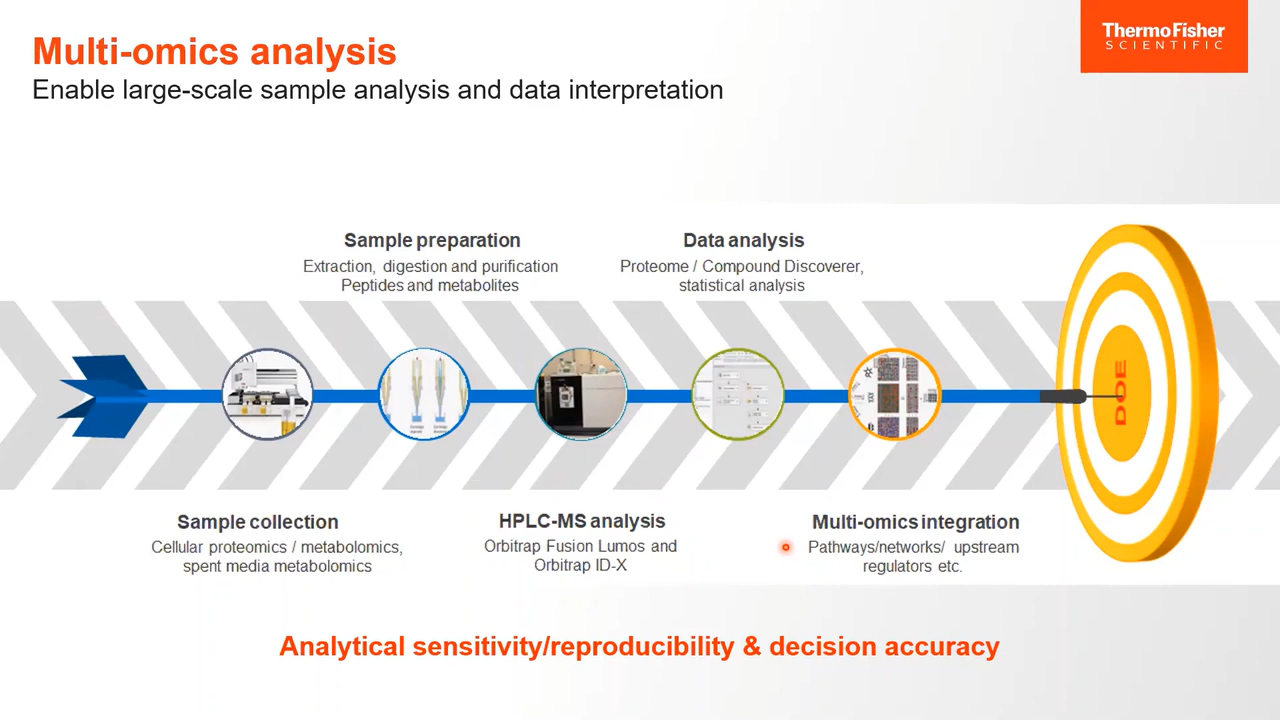 Multi-omics analysis
Enable large-scale sample analysis and data interpretation
ThermoFisher
SCIENTIFIC
Sample preparation
Extraction, digestion and purification
Peptides and metabolites
Data analysis
Proteome / Compound Discoverer,
statistical analysis
DOE
Sample collection
Cellular proteomics / metabolomics,
spent media metabolomics
HPLC-MS analysis
Orbitrap Fusion Lumos and
Orbitrap ID-X
Multi-omics integration
Pathways/networks/ upstream
regulators etc.
Analytical sensitivity/reproducibility & decision accuracy